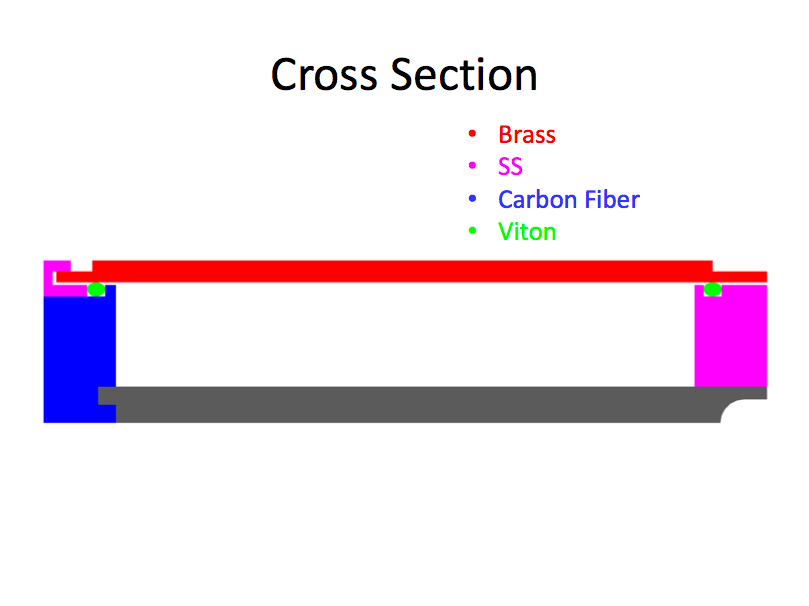 Cross Section
• Brass
• SS
• Carbon Fiber
• Viton